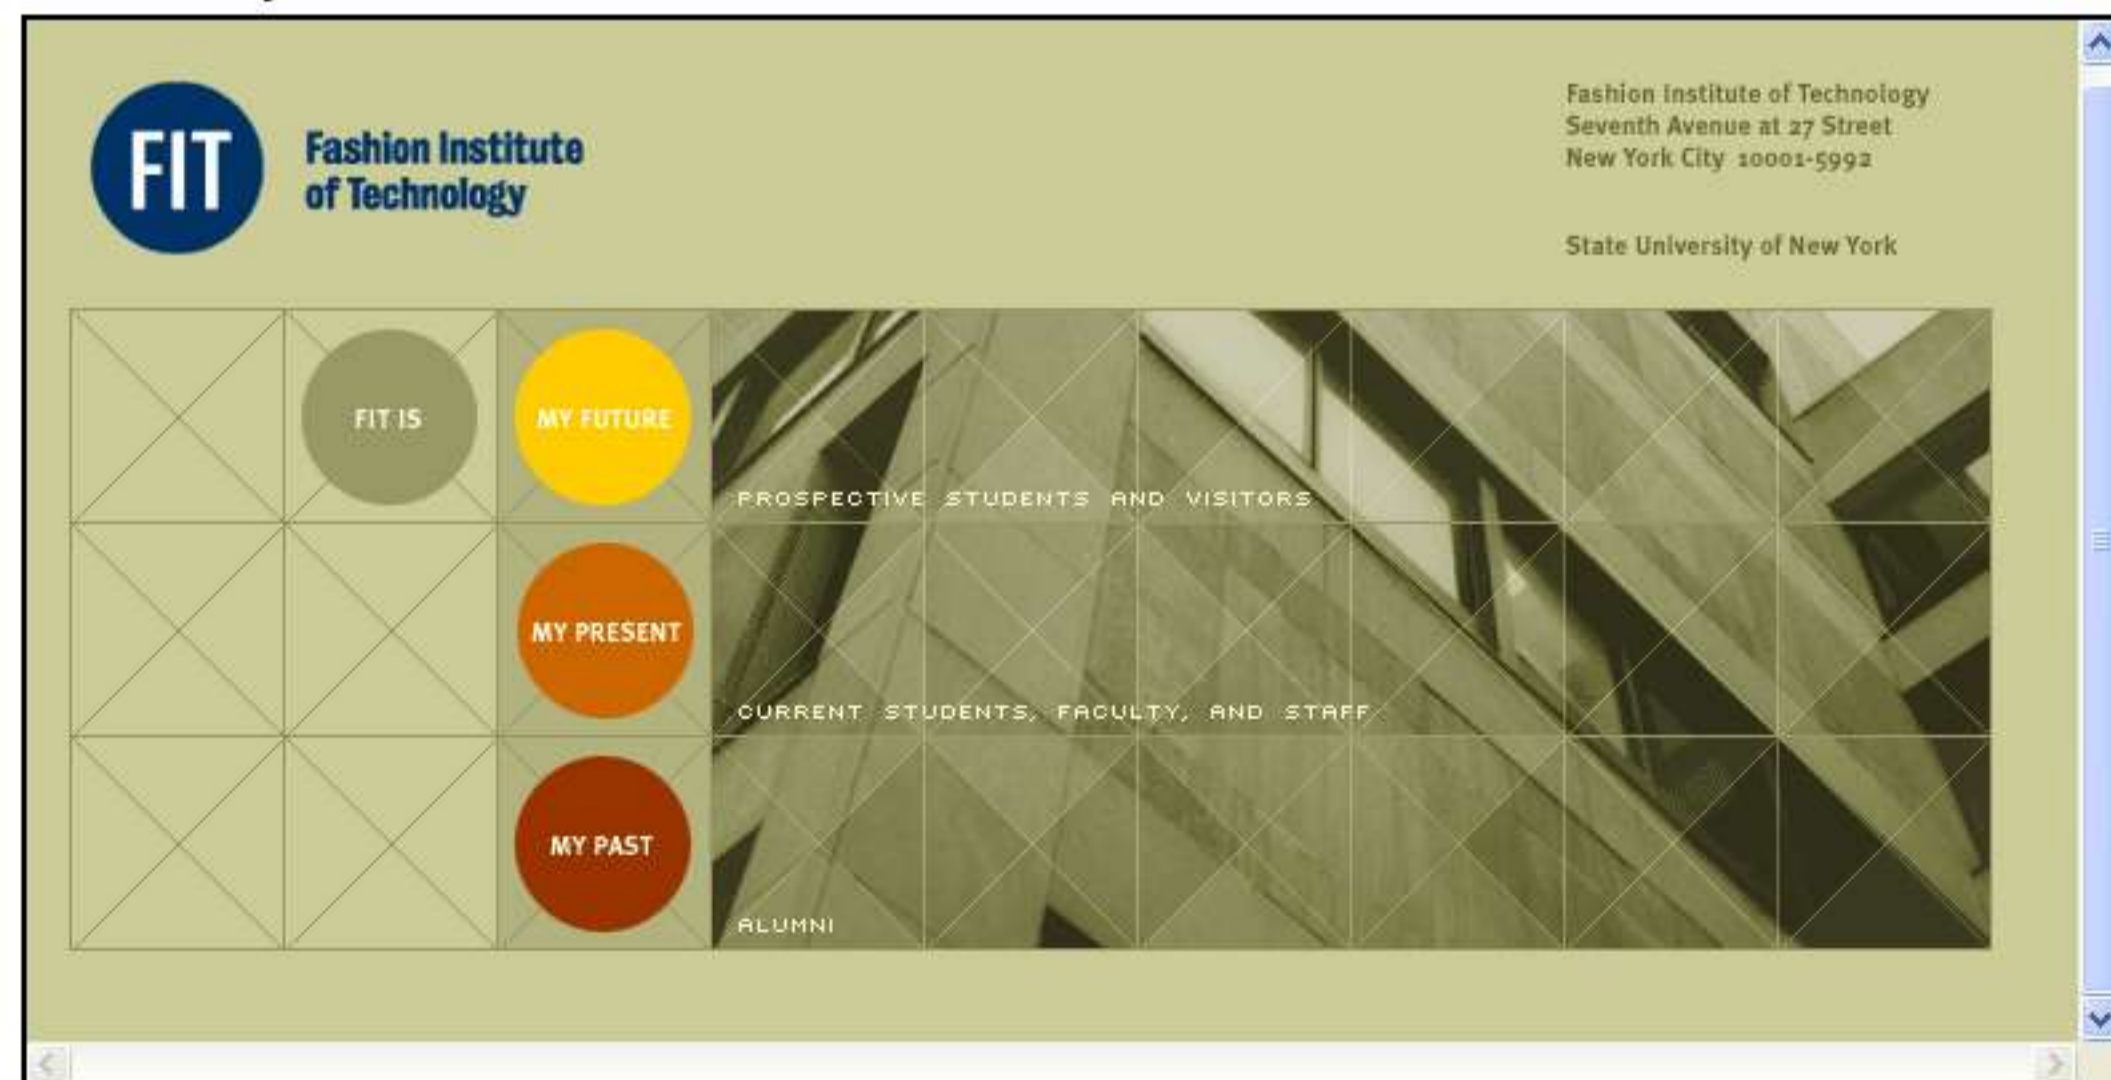 FIT
Fashion Institute
of Technology
Fashion Institute of Technology
Seventh Avenue at 27 Street
New York City 10001-5992
State University of New York
FIT IS
MY FUTURE
PROSPECTIVE STUDENTS AND VISITORS
MY PRESENT
CURRENT STUDENTS, FACULTY, AND STAFF
MY PAST
ALUMNI